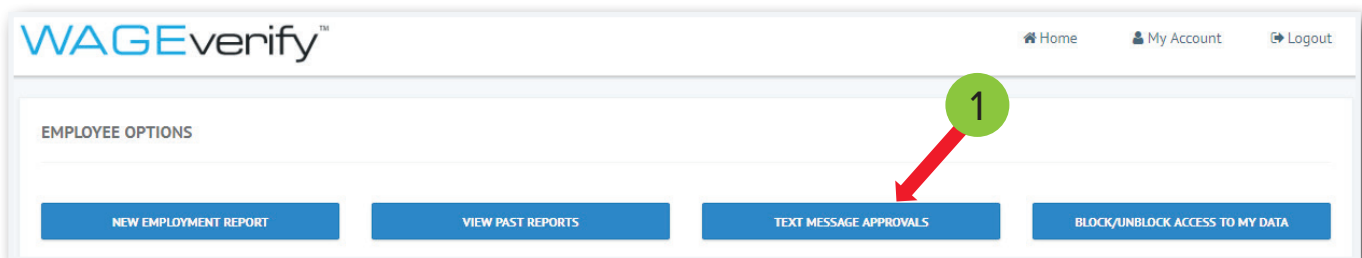 WAGEverify™
Home My Account Logout
1
EMPLOYEE OPTIONS
NEW EMPLOYMENT REPORT VIEW PAST REPORTS TEXT MESSAGE APPROVALS BLOCK/UNBLOCK ACCESS TO MY DATA